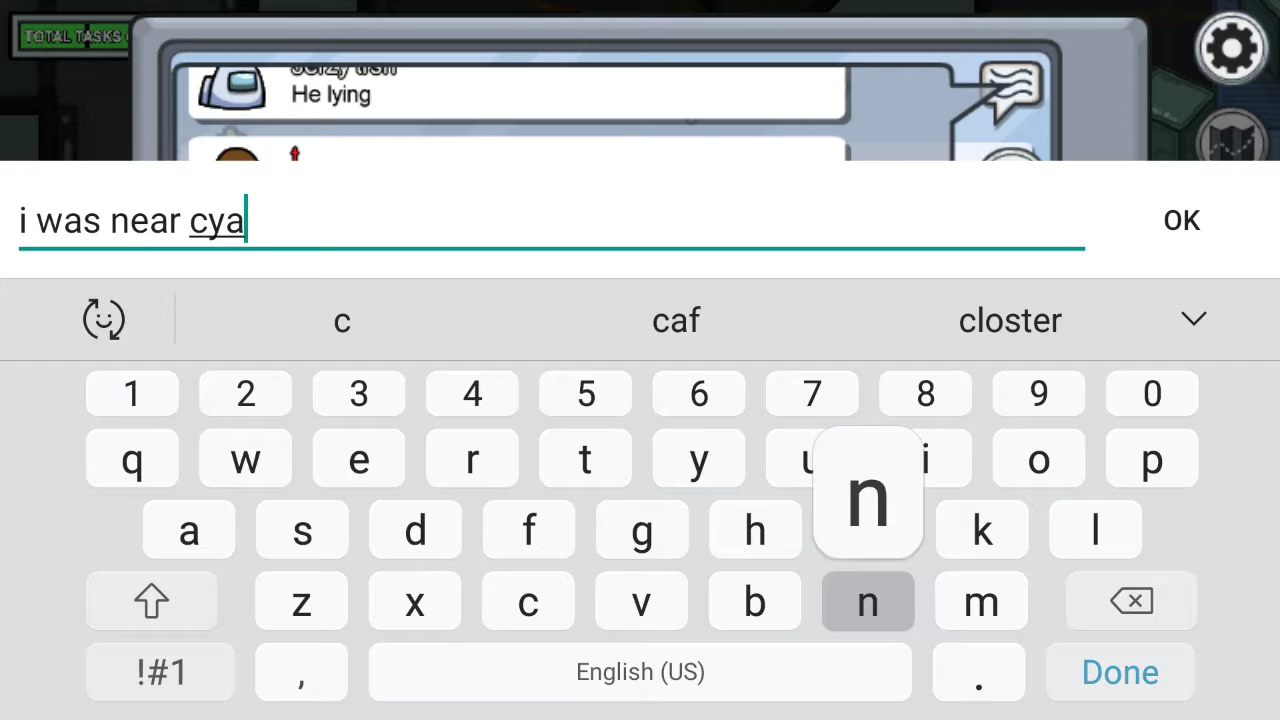 TOTAL TASKS
He lying
i was near cya
OK
c caf closter
1 2 3 4 5 6 7 8 9 0
q w e r t y u i o p
a s d f g h k l
n
z x c v b n m
!#1 , English (US) . Done